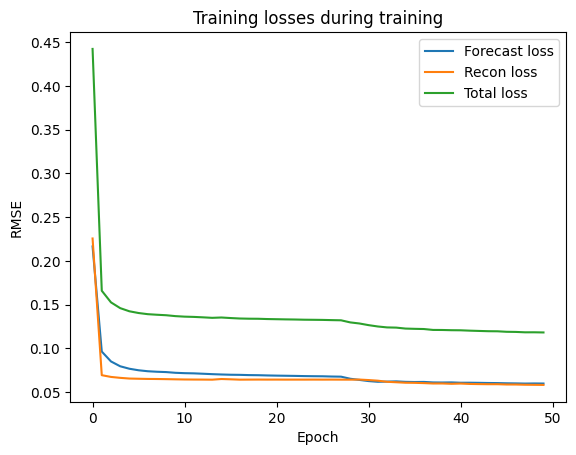 Training losses during training
RMSE
0.45
0.40
0.35
0.30
0.25
0.20
0.15
0.10
0.05
Forecast loss
Recon loss
Total loss
0
10
20
30
40
50
Epoch